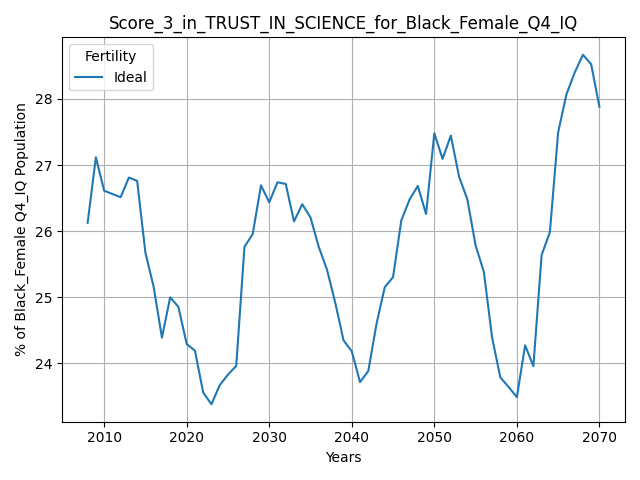 Score_3_in_TRUST_IN_SCIENCE_for_Black_Female_Q4_IQ
Fertility
Ideal
% of Black_Female Q4_IQ Population
28
27
26
25
24
2010 2020 2030 2040 2050 2060 2070
Years